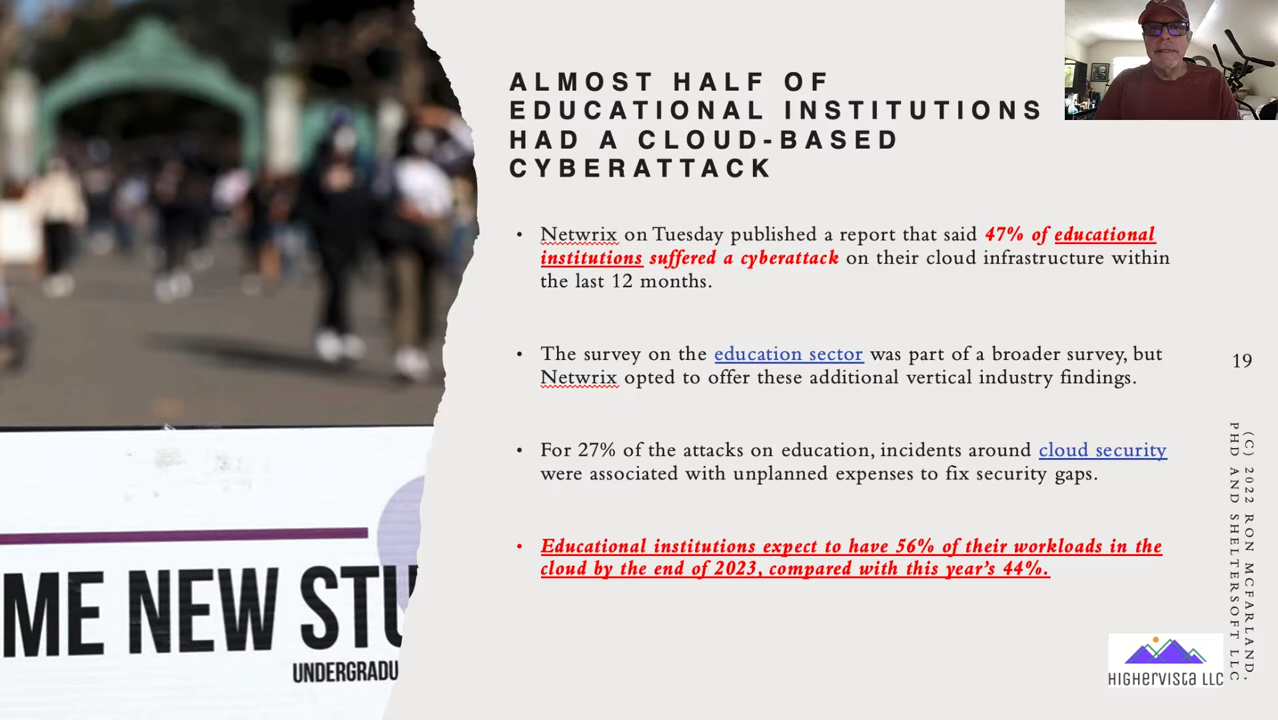 ALMOST HALF OF
EDUCATIONAL INSTITUTIONS
HAD A CLOUD-BASED
CYBERATTACK
• Netwrix on Tuesday published a report that said 47% of educational
institutions suffered a cyberattack on their cloud infrastructure within
the last 12 months.
• The survey on the education sector was part of a broader survey, but
Netwrix opted to offer these additional vertical industry findings.
• For 27% of the attacks on education, incidents around cloud security
were associated with unplanned expenses to fix security gaps.
• Educational institutions expect to have 56% of their workloads in the
cloud by the end of 2023, compared with this year's 44%.
19
(C) 2022 RON MCFARLAND,
PHD AND SHELTERSOFT LLC
HIGHERVISTA LLC
ME NEW STU
UNDERGRADU